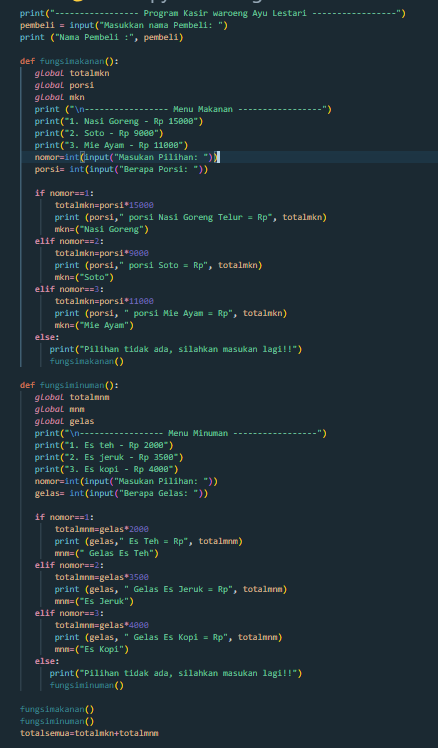 print("----------------- Program Kasir waroeng Ayu Lestari -----------------")
pembeli = input("Masukkan nama Pembeli: ")
print ("Nama Pembeli :", pembeli)
def fungsimakanan():
global totalmkn
global porsi
global mkn
print ("\n----------------- Menu Makanan -----------------")
print("1. Nasi Goreng - Rp 15000")
print("2. Soto - Rp 9000")
print("3. Mie Ayam - Rp 11000")
nomor=int(input("Masukan Pilihan: "))
porsi= int(input("Berapa Porsi: "))
if nomor==1:
totalmkn=porsi*15000
print (porsi," porsi Nasi Goreng Telur = Rp", totalmkn)
mkn=("Nasi Goreng")
elif nomor==2:
totalmkn=porsi*9000
print (porsi," porsi Soto = Rp", totalmkn)
mkn=("Soto")
elif nomor==3:
totalmkn=porsi*11000
print (porsi, " porsi Mie Ayam = Rp", totalmkn)
mkn=("Mie Ayam")
else:
print("Pilihan tidak ada, silahkan masukan lagi!!")
fungsimakanan()
def fungsiminuman():
global totalmnm
global mnm
global gelas
print("\n----------------- Menu Minuman -----------------")
print("1. Es teh - Rp 2000")
print("2. Es jeruk - Rp 3500")
print("3. Es kopi - Rp 4000")
nomor=int(input("Masukan Pilihan: "))
gelas= int(input("Berapa Gelas: "))
if nomor==1:
totalmnm=gelas*2000
print (gelas," Es Teh = Rp", totalmnm)
mnm=(" Gelas Es Teh")
elif nomor==2:
totalmnm=gelas*3500
print (gelas, " Gelas Es Jeruk = Rp", totalmnm)
mnm=("Es Jeruk")
elif nomor==3:
totalmnm=gelas*4000
print (gelas, " Gelas Es Kopi = Rp", totalmnm)
mnm=("Es Kopi")
else:
print("Pilihan tidak ada, silahkan masukan lagi!!")
fungsiminuman()
fungsimakanan()
fungsiminuman()
totalsemua=totalmkn+totalmnm